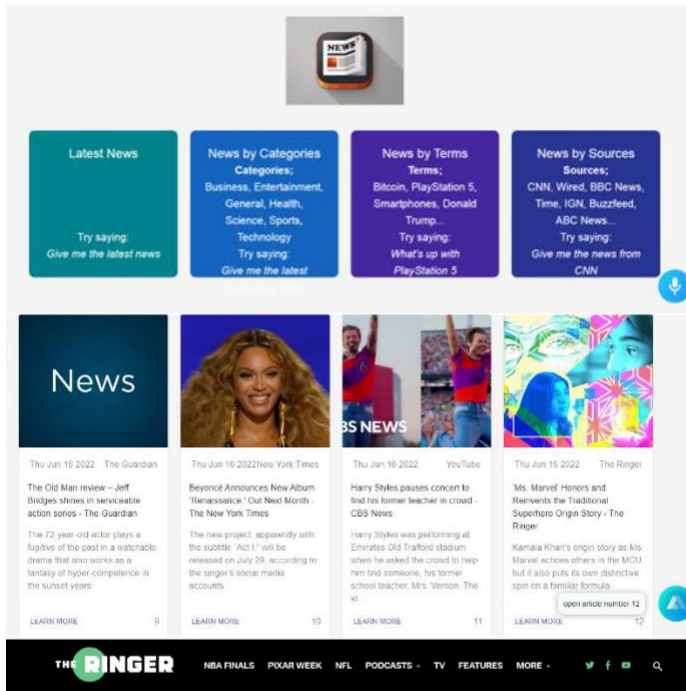 NEWS
Latest News
Try saying:
Give me the latest news
News by Categories
Categories;
Business, Entertainment,
General, Health,
Science, Sports,
Technology
Try saying:
Give me the latest
News by Terms
Terms;
Bitcoin, PlayStation 5,
Smartphones, Donald
Trump...
Try saying:
What's up with
PlayStation 5
News by Sources
Sources;
CNN, Wired, BBC News,
Time, IGN, Buzzfeed,
ABC News...
Try saying:
Give me the news from
CNN
News
Thu Jun 16 2022 The Guardian
The Old Man review – Jeff
Bridges shines in serviceable
action series - The Guardian
The 72-year-old actor plays a
fugitive of the past in a watchable
drama that also works as a
fantasy of hyper-competence in
the sunset years
LEARN MORE 9
Thu Jun 16 2022New York Times
Beyoncé Announces New Album
'Renaissance,' Out Next Month -
The New York Times
The new project, apparently with
the subtitle "Act I," will be
released on July 29, according to
the singer's social media
accounts.
LEARN MORE 10
BS NEWS
Thu Jun 16 2022 YouTube
Harry Styles pauses concert to
find his former teacher in crowd -
CBS News
Harry Styles was performing at
Emirates Old Trafford stadium
when he asked the crowd to help
him find someone, his former
school teacher, Mrs. Vernon. The
st...
LEARN MORE 11
Thu Jun 16 2022 The Ringer
'Ms. Marvel' Honors and
Reinvents the Traditional
Superhero Origin Story - The
Ringer
Kamala Khan's origin story as Ms.
Marvel echoes others in the MCU,
but it also puts its own distinctive
spin on a familiar formula
open article number 12
LEARN MORE 12
THE RINGER NBA FINALS PIXAR WEEK NFL PODCASTS TV FEATURES MORE